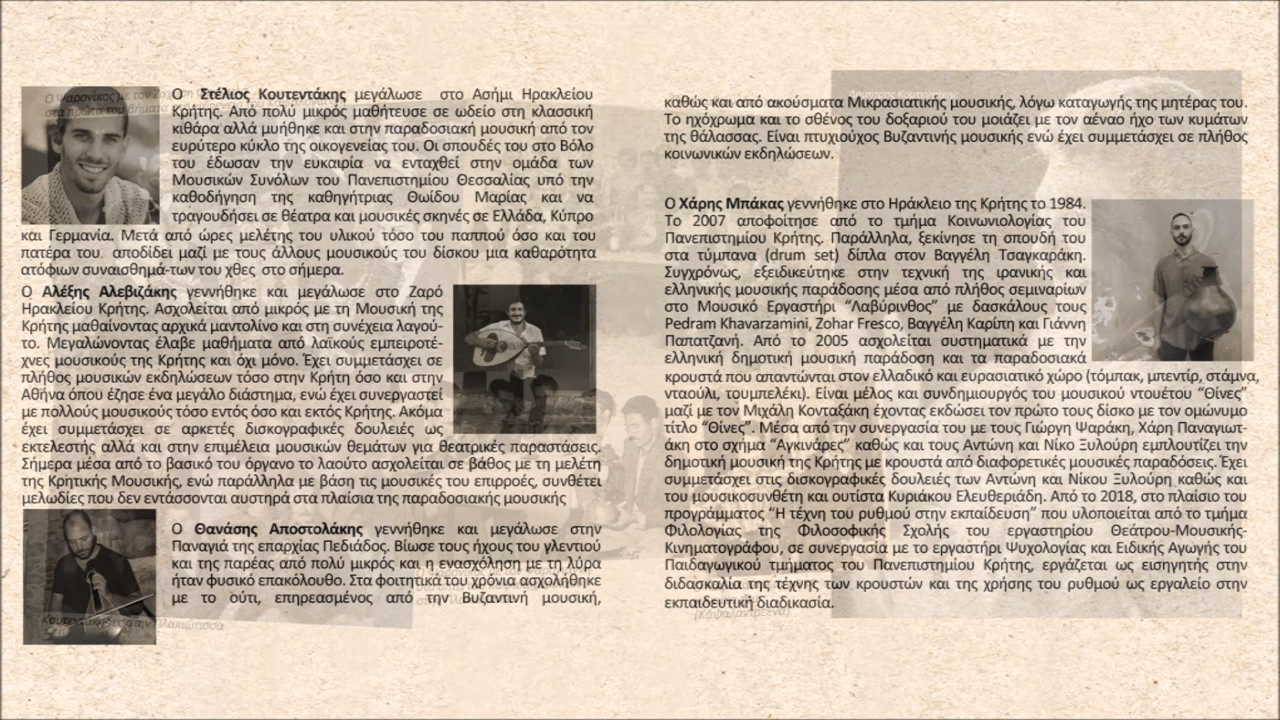 Ο Στέλιος Κουτεντάκης μεγάλωσε στο Ασήμι Ηρακλείου
Κρήτης. Από πολύ μικρός μαθήτευσε σε ωδείο στη κλασσική
κιθάρα αλλά μυήθηκε και στην παραδοσιακή μουσική από τον
ευρύτερο κύκλο της οικογενείας του. Οι σπουδές του στο Βόλο
του έδωσαν την ευκαιρία να ενταχθεί στην ομάδα των
Μουσικών Συνόλων του Πανεπιστημίου Θεσσαλίας υπό την
καθοδήγηση της καθηγήτριας Θωίδου Μαρίας και να
τραγουδήσει σε θέατρα και μουσικές σκηνές σε Ελλάδα, Κύπρο
και Γερμανία. Μετά από ώρες μελέτης του υλικού τόσο του παππού όσο και του
πατέρα του αποδίδει μαζί με τους άλλους μουσικούς του δίσκου μια καθαρότητα
ατόφιων συναισθημά-των του χθες στο σήμερα.
Ο Αλέξης Αλεβιζάκης γεννήθηκε και μεγάλωσε στο Ζαρό
Ηρακλείου Κρήτης. Ασχολείται από μικρός με τη Μουσική της
Κρήτης μαθαίνοντας αρχικά μαντολίνο και στη συνέχεια λαγού-
το. Μεγαλώνοντας έλαβε μαθήματα από λαϊκούς εμπειροτέ-
χνες μουσικούς της Κρήτης και όχι μόνο. Έχει συμμετάσχει σε
πλήθος μουσικών εκδηλώσεων τόσο στην Κρήτη όσο και στην
Αθήνα όπου έζησε ένα μεγάλο διάστημα, ενώ έχει συνεργαστεί
με πολλούς μουσικούς τόσο εντός όσο και εκτός Κρήτης. Ακόμα
έχει συμμετάσχει σε αρκετές δισκογραφικές δουλειές ως
εκτελεστής αλλά και στην επιμέλεια μουσικών θεμάτων για θεατρικές παραστάσεις.
Σήμερα μέσα από το βασικό του όργανο το λαούτο ασχολείται σε βάθος με τη μελέτη
της Κρητικής Μουσικής, ενώ παράλληλα με βάση τις μουσικές του επιρροές, συνθέτει
μελωδίες που δεν εντάσσονται αυστηρά στα πλαίσια της παραδοσιακής μουσικής
Ο Θανάσης Αποστολάκης γεννήθηκε και μεγάλωσε στην
Παναγιά της επαρχίας Πεδιάδος. Βίωσε τους ήχους του γλεντιού
και της παρέας από πολύ μικρός και η ενασχόληση με τη λύρα
ήταν φυσικό επακόλουθο. Στα φοιτητικά του χρόνια ασχολήθηκε
με το ούτι, επηρεασμένος από την Βυζαντινή μουσική,
καθώς και από ακούσματα Μικρασιατικής μουσικής, λόγω καταγωγής της μητέρας του.
Το ηχόχρωμα και το σθένος του δοξαριού του μοιάζει με τον αέναο ήχο των κυμάτων
της θάλασσας. Είναι πτυχιούχος Βυζαντινής μουσικής ενώ έχει συμμετάσχει σε πλήθος
κοινωνικών εκδηλώσεων.
Ο Χάρης Μπάκας γεννήθηκε στο Ηράκλειο της Κρήτης το 1984.
Το 2007 αποφοίτησε από το τμήμα Κοινωνιολογίας του
Πανεπιστημίου Κρήτης. Παράλληλα, ξεκίνησε τη σπουδή του
στα τύμπανα (drum set) δίπλα στον Βαγγέλη Τσαγκαράκη.
Συγχρόνως, εξειδικεύτηκε στην τεχνική της ιρανικής και
ελληνικής μουσικής παράδοσης μέσα από πλήθος σεμιναρίων
στο Μουσικό Εργαστήρι “Λαβύρινθος” με δασκάλους τους
Pedram Khavarzamini, Zohar Fresco, Βαγγέλη Καρίπη και Γιάννη
Παπατζανή. Από το 2005 ασχολείται συστηματικά με την
ελληνική δημοτική μουσική παράδοση και τα παραδοσιακά
κρουστά που απαντώνται στον ελλαδικό και ευρασιατικό χώρο (τόμπακ, μπεντίρ, στάμνα,
νταούλι, τουμπελέκι). Είναι μέλος και συνδημιουργός του μουσικού ντουέτου “Θίνες”
μαζί με τον Μιχάλη Κονταξάκη έχοντας εκδώσει τον πρώτο τους δίσκο με τον ομώνυμο
τίτλο “Θίνες”. Μέσα από την συνεργασία του με τους Γιώργη Ψαράκη, Χάρη Παναγιωτ-
άκη στο σχήμα “Αγκινάρες” καθώς και τους Αντώνη και Νίκο Ξυλούρη εμπλουτίζει την
δημοτική μουσική της Κρήτης με κρουστά από διαφορετικές μουσικές παραδόσεις. Έχει
συμμετάσχει στις δισκογραφικές δουλειές των Αντώνη και Νίκου Ξυλούρη καθώς και
του μουσικοσυνθέτη και ουτίστα Κυριάκου Ελευθεριάδη. Από το 2018, στο πλαίσιο του
προγράμματος “Η τέχνη του ρυθμού στην εκπαίδευση” που υλοποιείται από το τμήμα
Φιλολογίας της Φιλοσοφικής Σχολής του εργαστηρίου Θεάτρου-Μουσικής-
Κινηματογράφου, σε συνεργασία με το εργαστήρι Ψυχολογίας και Ειδικής Αγωγής του
Παιδαγωγικού τμήματος του Πανεπιστημίου Κρήτης, εργάζεται ως εισηγητής στην
διδασκαλία της τέχνης των κρουστών και της χρήσης του ρυθμού ως εργαλείο στην
εκπαιδευτική διαδικασία.